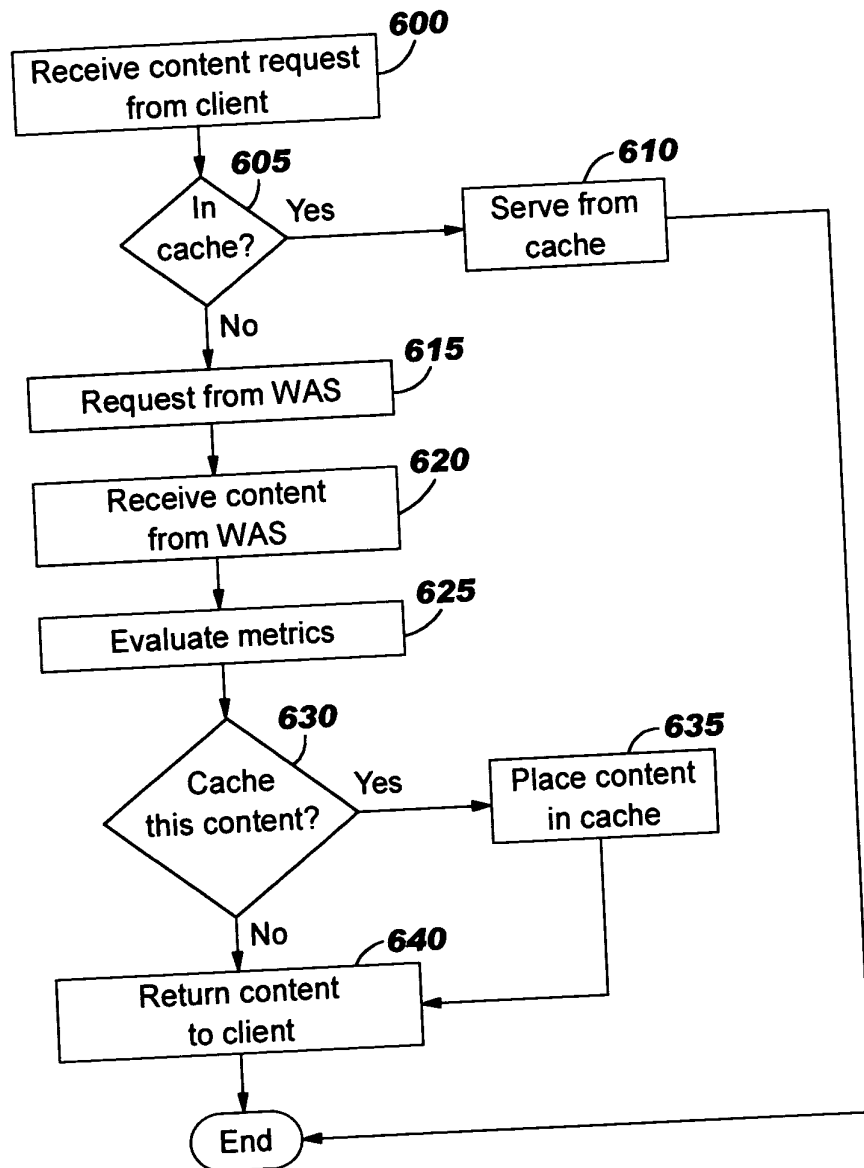 600
Receive content request
from client
605
In
cache?
Yes
610
Serve from
cache
No
615
Request from WAS
620
Receive content
from WAS
625
Evaluate metrics
630
Cache
this content?
Yes
635
Place content
in cache
No
640
Return content
to client
End